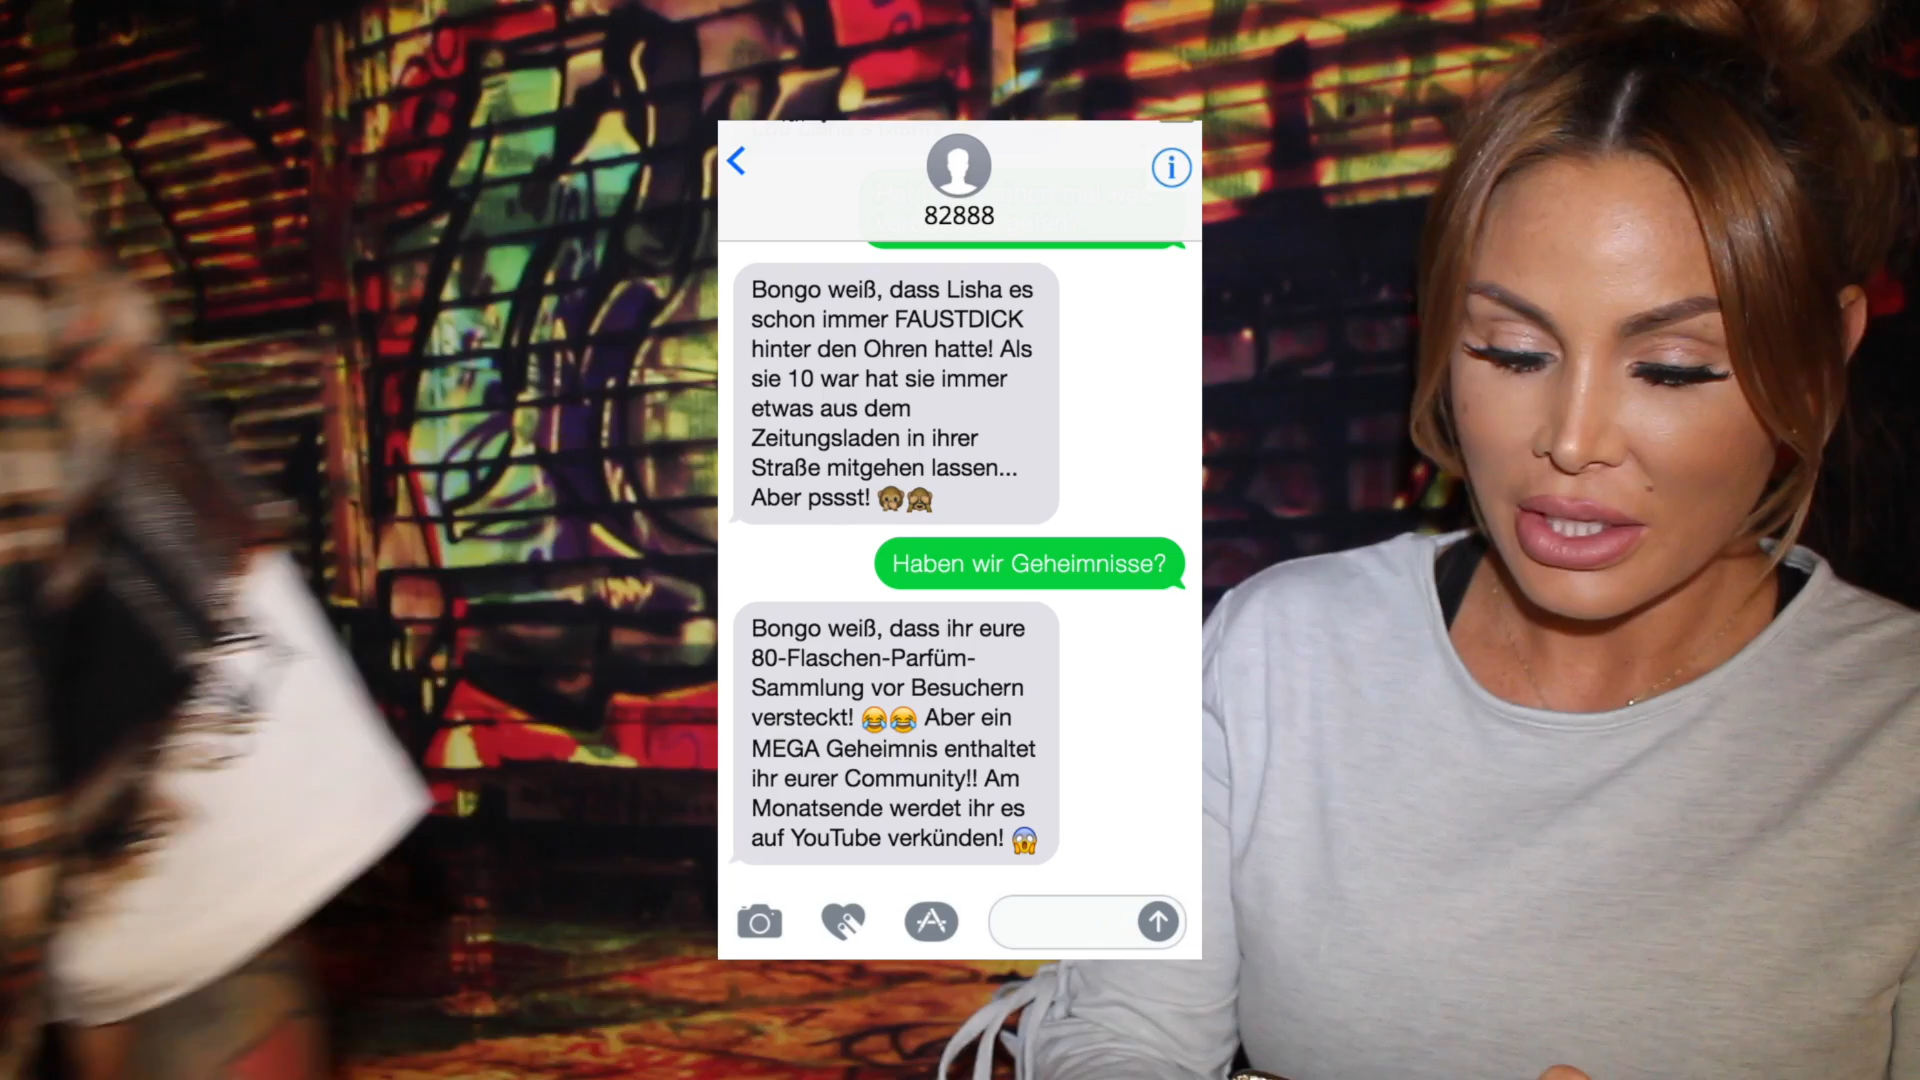 82888
Bongo weiß, dass Lisha es
schon immer FAUSTDICK
hinter den Ohren hatte! Als
sie 10 war hat sie immer
etwas aus dem
Zeitungsladen in ihrer
Straße mitgehen lassen...
Aber pssst! 🙊🙈
Haben wir Geheimnisse?
Bongo weiß, dass ihr eure
80-Flaschen-Parfüm-
Sammlung vor Besuchern
versteckt! 😂😂 Aber ein
MEGA Geheimnis enthaltet
ihr eurer Community!! Am
Monatsende werdet ihr es
auf YouTube verkünden! 😱